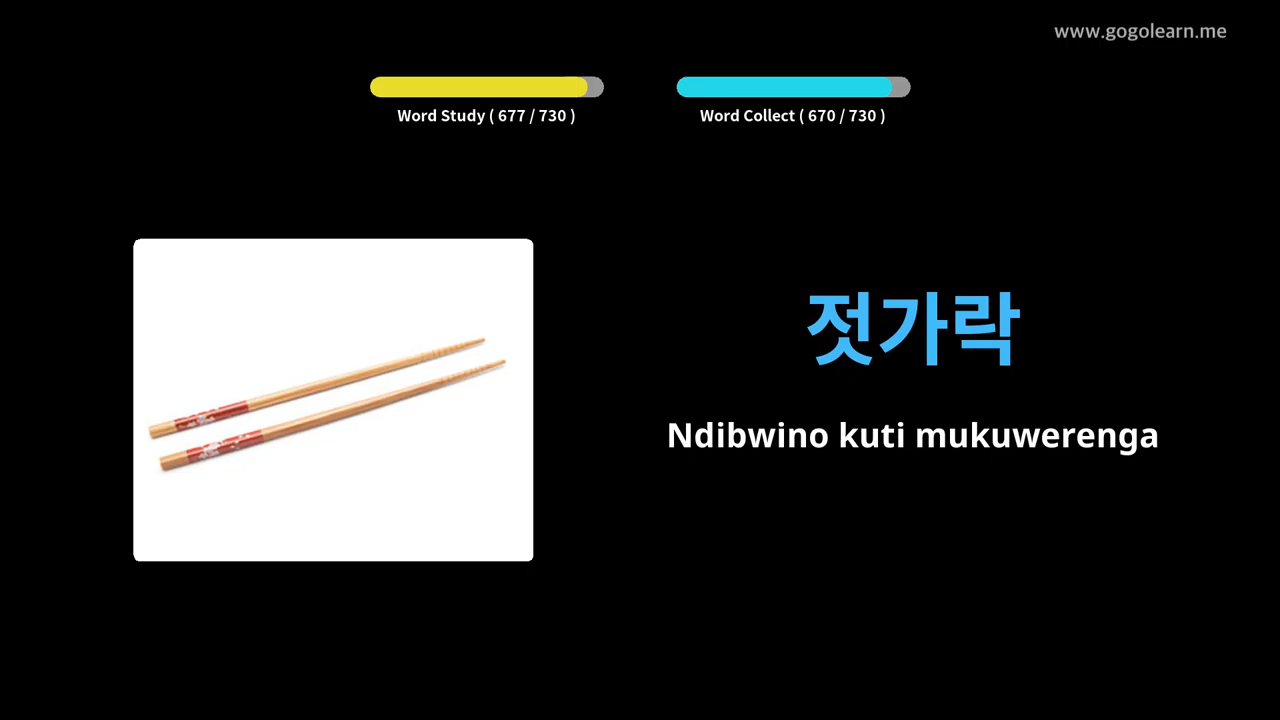 www.gogolearn.me
Word Study ( 677 / 730 )
Word Collect ( 670 / 730 )
젓가락
Ndibwino kuti mukuwerenga